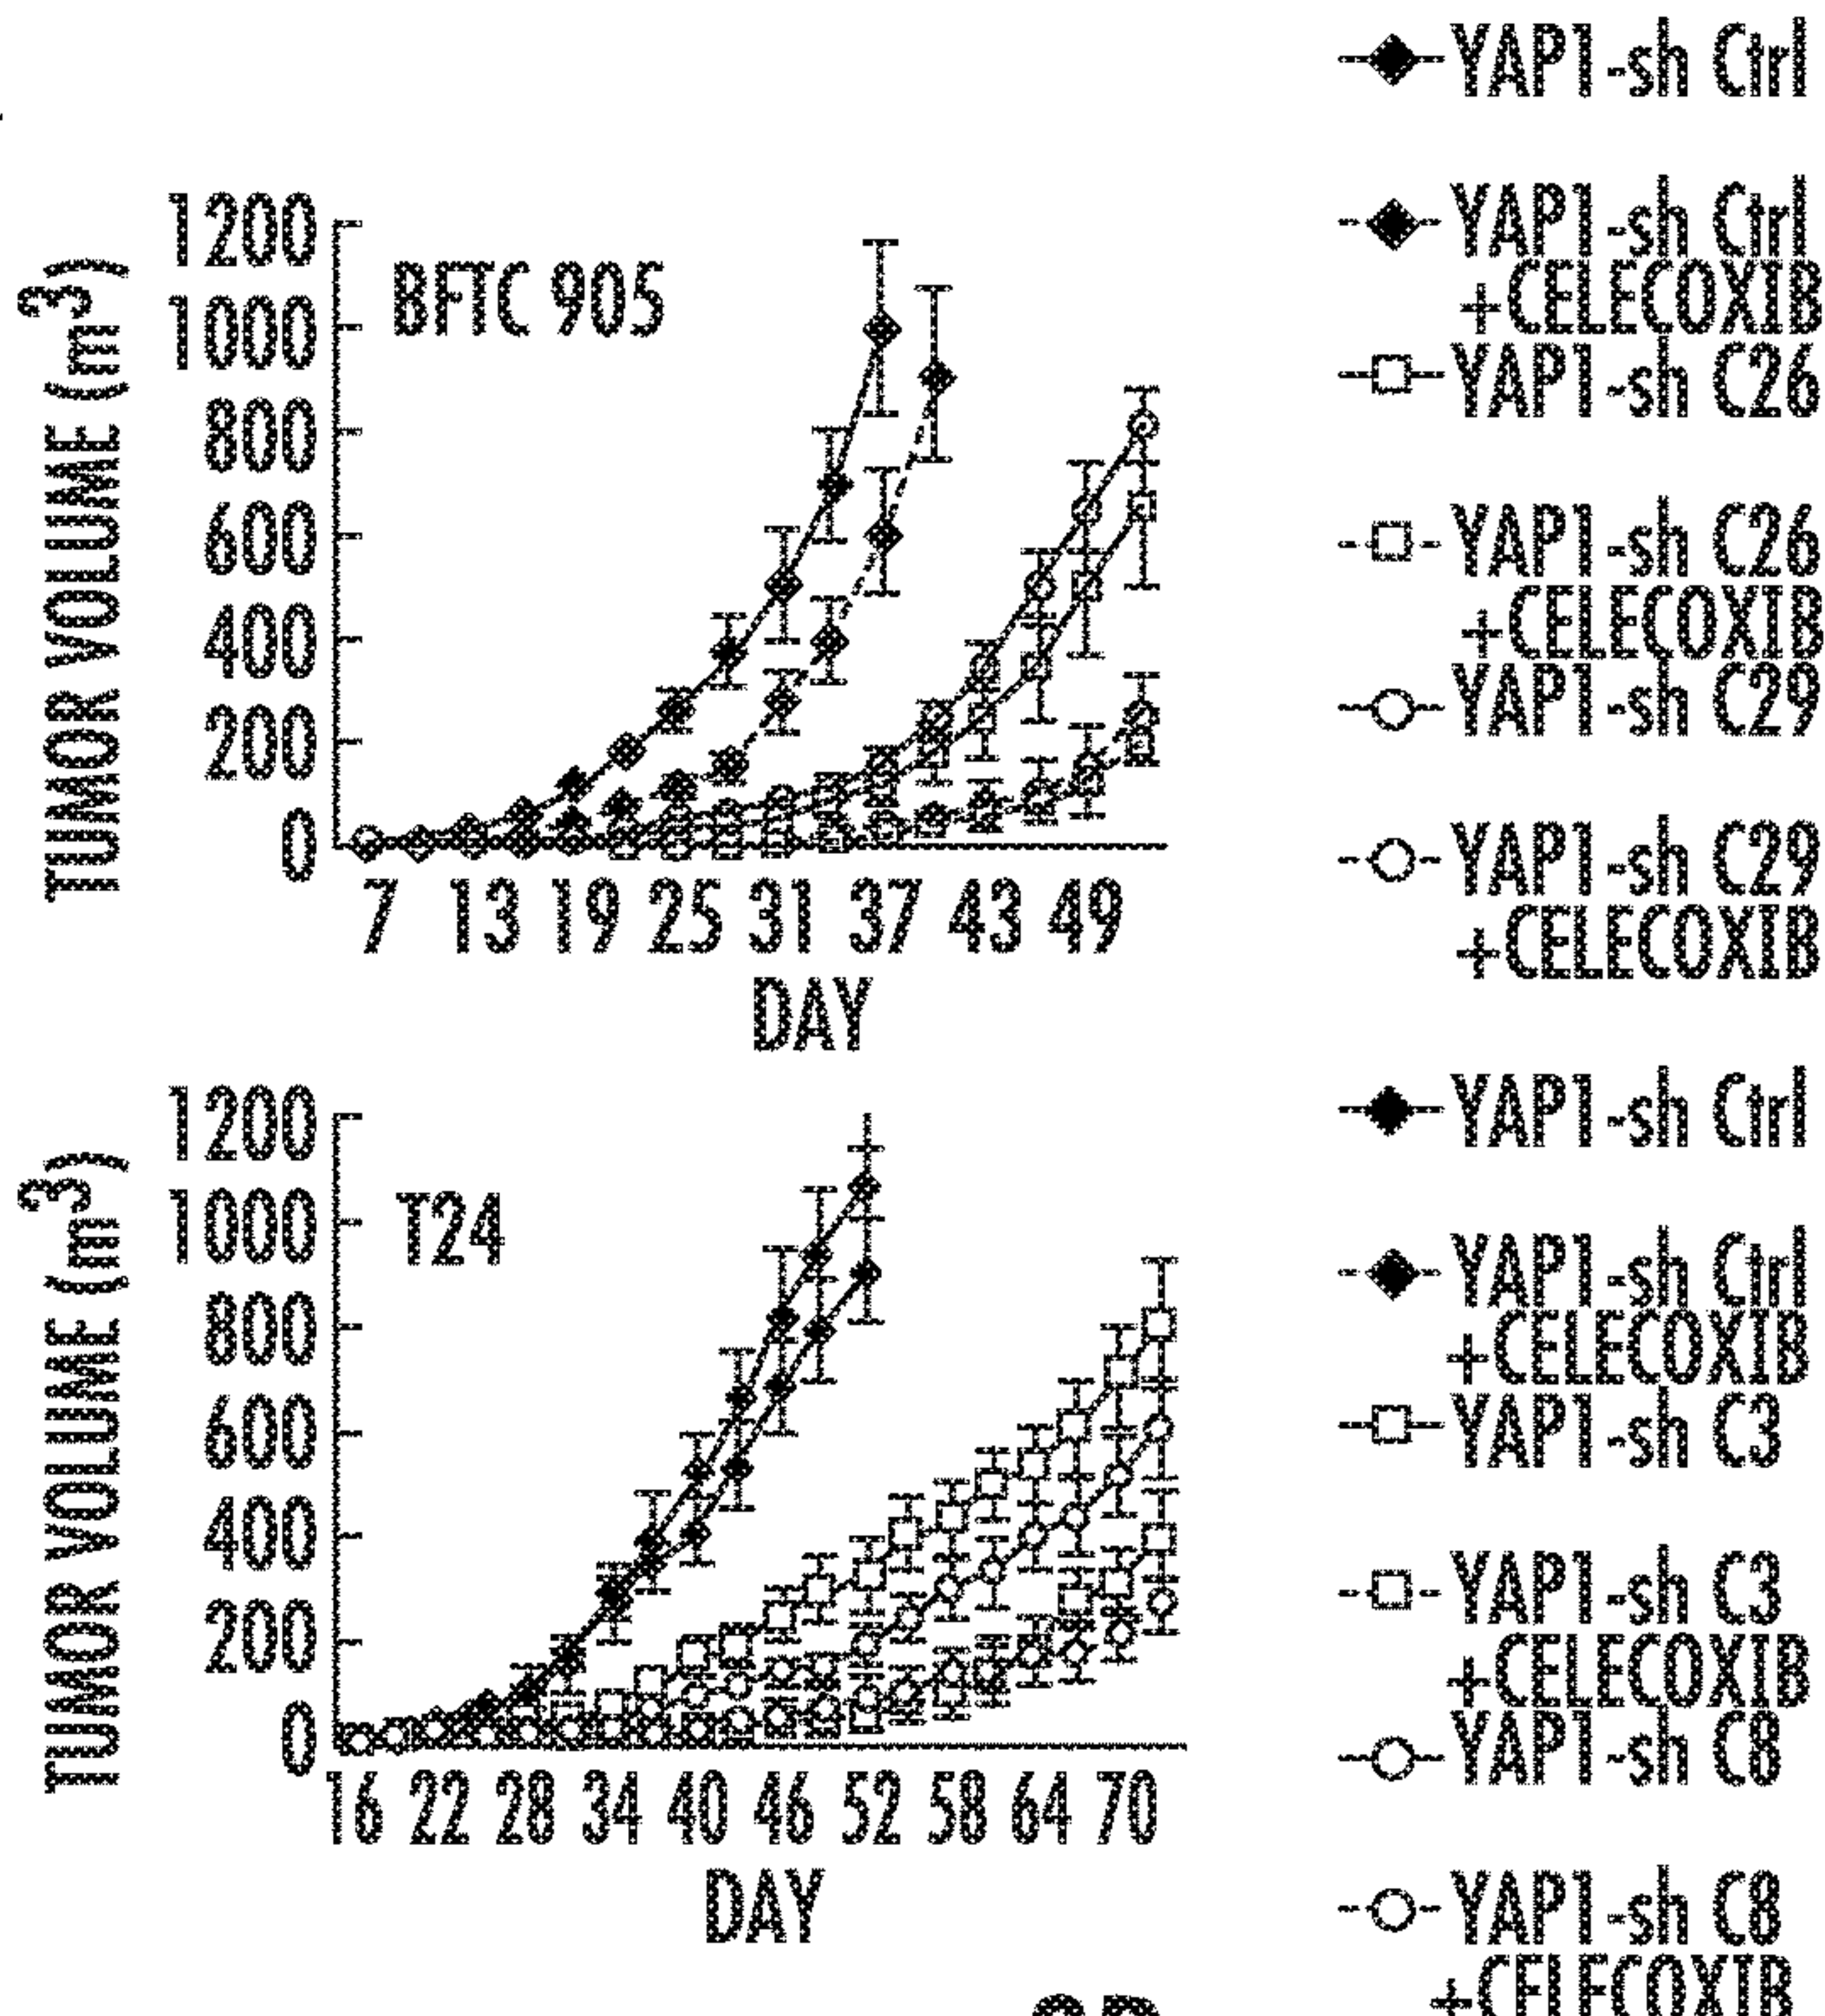 TUMOR VOLUME (m³)
1200
1000
800
600
400
200
0
BFTC 905
7 13 19 25 31 37 43 49
DAY
YAP1-sh Ctrl
YAP1-sh Ctrl
+CELECOXIB
YAP1-sh C26
YAP1-sh C26
+CELECOXIB
YAP1-sh C29
YAP1-sh C29
+CELECOXIB
TUMOR VOLUME (m³)
1200
1000
800
600
400
200
0
T24
16 22 28 34 40 46 52 58 64 70
DAY
YAP1-sh Ctrl
YAP1-sh Ctrl
+CELECOXIB
YAP1-sh C3
YAP1-sh C3
+CELECOXIB
YAP1-sh C8
YAP1-sh C8
+CELECOXIB